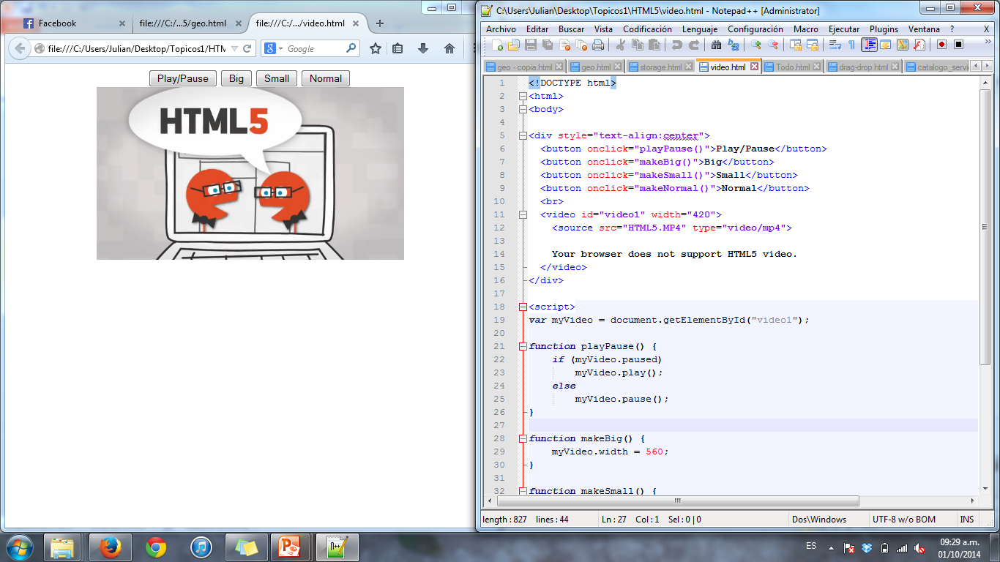 Facebook
file:///C:/...5/geo.html
file:///C:/.../video.html
file:///C:/Users/Julian/Desktop/Topicos1/HTM
Google
Play/Pause Big Small Normal
HTML5
C:\Users\Julian\Desktop\Topicos1\HTML5\video.html - Notepad++ [Administrator]
Archivo Editar Buscar Vista Codificación Lenguaje Configuración Macro Ejecutar Plugins Ventana ? X
geo - copia.html geo.html storage.html video.html Todo.html drag-drop.html catalogo_servi
1 <!DOCTYPE html>
2 <html>
3 <body>
4
5 <div style="text-align:center">
6 <button onclick="playPause()">Play/Pause</button>
7 <button onclick="makeBig()">Big</button>
8 <button onclick="makeSmall()">Small</button>
9 <button onclick="makeNormal()">Normal</button>
10 <br>
11 <video id="video1" width="420">
12 <source src="HTML5.MP4" type="video/mp4">
13
14 Your browser does not support HTML5 video.
15 </video>
16 </div>
17
18 <script>
19 var myVideo = document.getElementById("video1");
20
21 function playPause() {
22 if (myVideo.paused)
23 myVideo.play();
24 else
25 myVideo.pause();
26 }
27
28 function makeBig() {
29 myVideo.width = 560;
30 }
31
32 function makeSmall() {
length : 827 lines : 44 Ln : 27 Col : 1 Sel : 0 | 0 Dos\Windows UTF-8 w/o BOM INS
ES
09:29 a.m.
01/10/2014